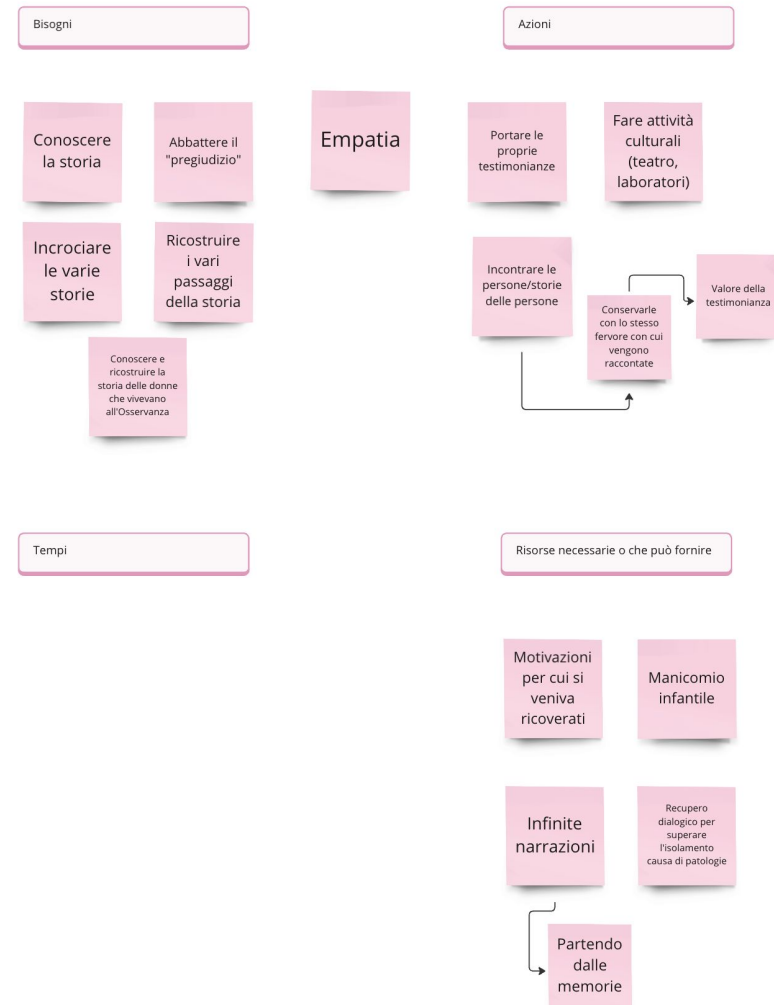 Bisogni
Azioni
Conoscere
la storia
Abbattere il
"pregiudizio"
Empatia
Portare le
proprie
testimonianze
Fare attività
culturali
(teatro,
laboratori)
Incrociare
le varie
storie
Ricostruire
i vari
passaggi
della storia
Incontrare le
persone/storie
delle persone
Conservarle
con lo stesso
fervore con cui
vengono
raccontate
Valore della
testimonianza
Conoscere e
ricostruire la
storia delle donne
che vivevano
all'Osservanza
Tempi
Risorse necessarie o che può fornire
Motivazioni
per cui si
veniva
ricoverati
Manicomio
infantile
Infinite
narrazioni
Recupero
dialogico per
superare
l'isolamento
causa di patologie
Partendo
dalle
memorie